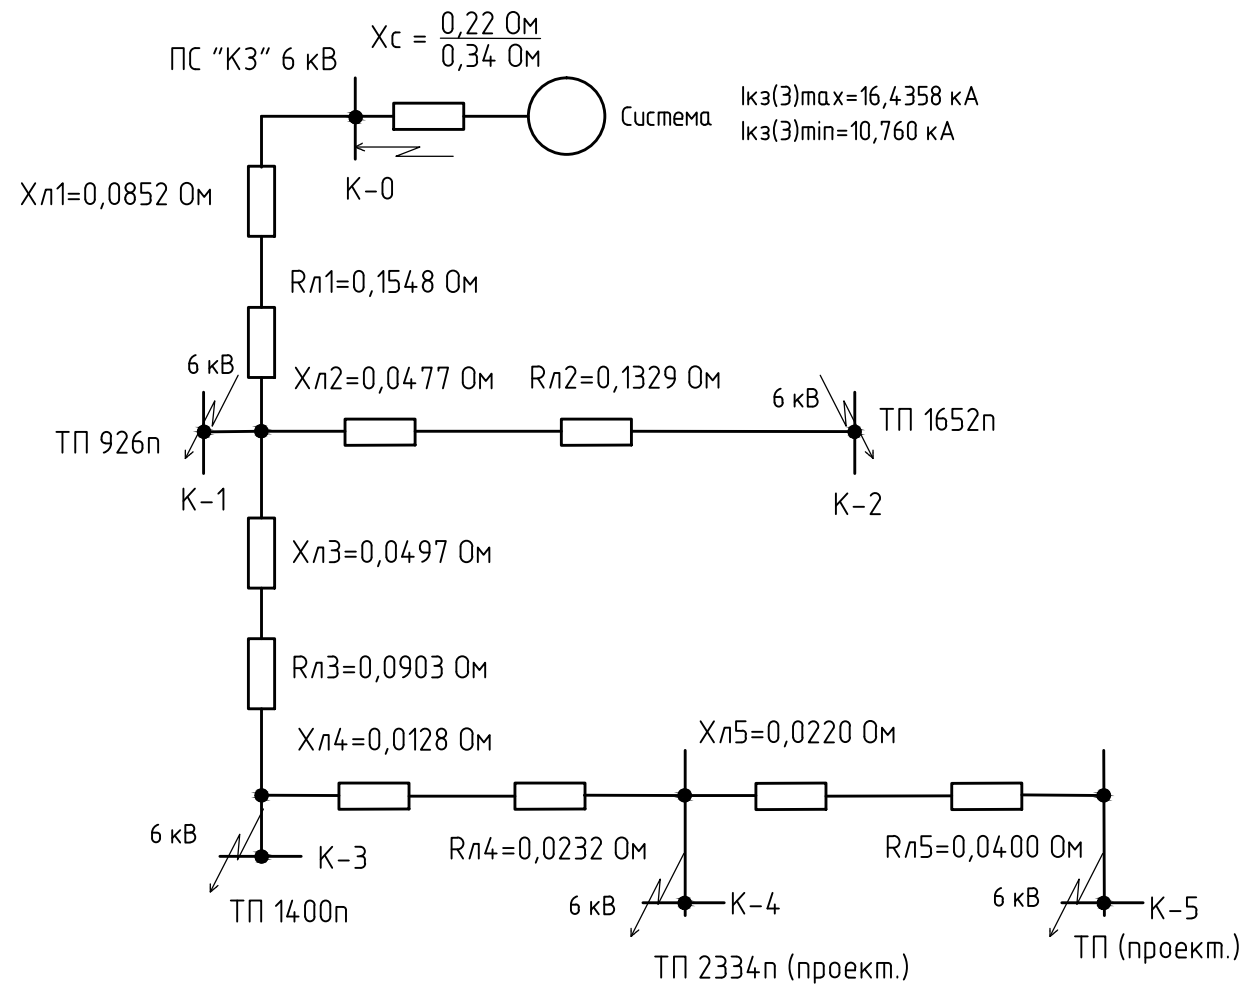 Xс = 0,22 Ом
0,34 Ом
ПС "КЗ" 6 кВ
Iкз(3)max=16,4358 кА
Система
Iкз(3)min=10,760 кА
К-0
Xл1=0,0852 Ом
Rл1=0,1548 Ом
6 кВ
Xл2=0,0477 Ом
Rл2=0,1329 Ом
6 кВ
ТП 926п
ТП 1652п
К-1
К-2
Xл3=0,0497 Ом
Rл3=0,0903 Ом
Xл4=0,0128 Ом
Xл5=0,0220 Ом
6 кВ
К-3
Rл4=0,0232 Ом
Rл5=0,0400 Ом
ТП 1400п
6 кВ
К-4
6 кВ
К-5
ТП 2334п (проект.)
ТП (проект.)